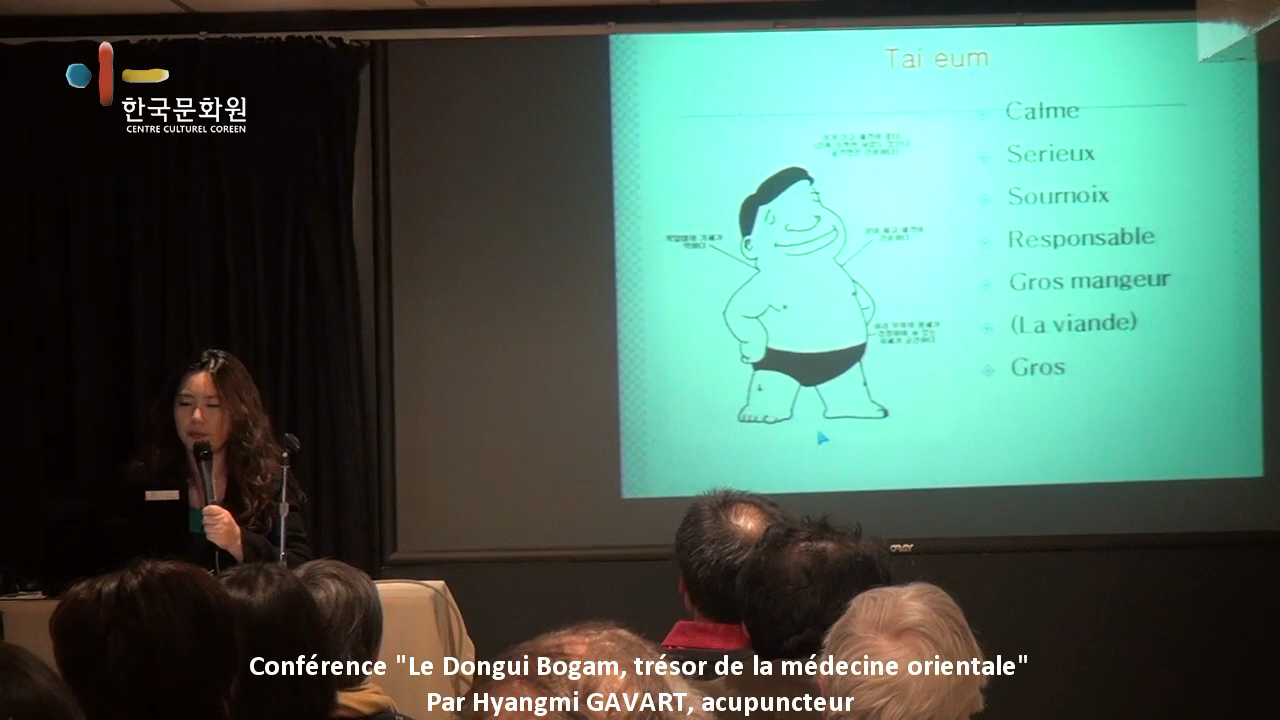 한국문화원
CENTRE CULTUREL COREEN
Tai eum
Calme
Serieux
Sournoix
Responsable
Gros mangeur
(La viande)
Gros
Conférence "Le Dongui Bogam, trésor de la médecine orientale"
Par Hyangmi GAVART, acupuncteur